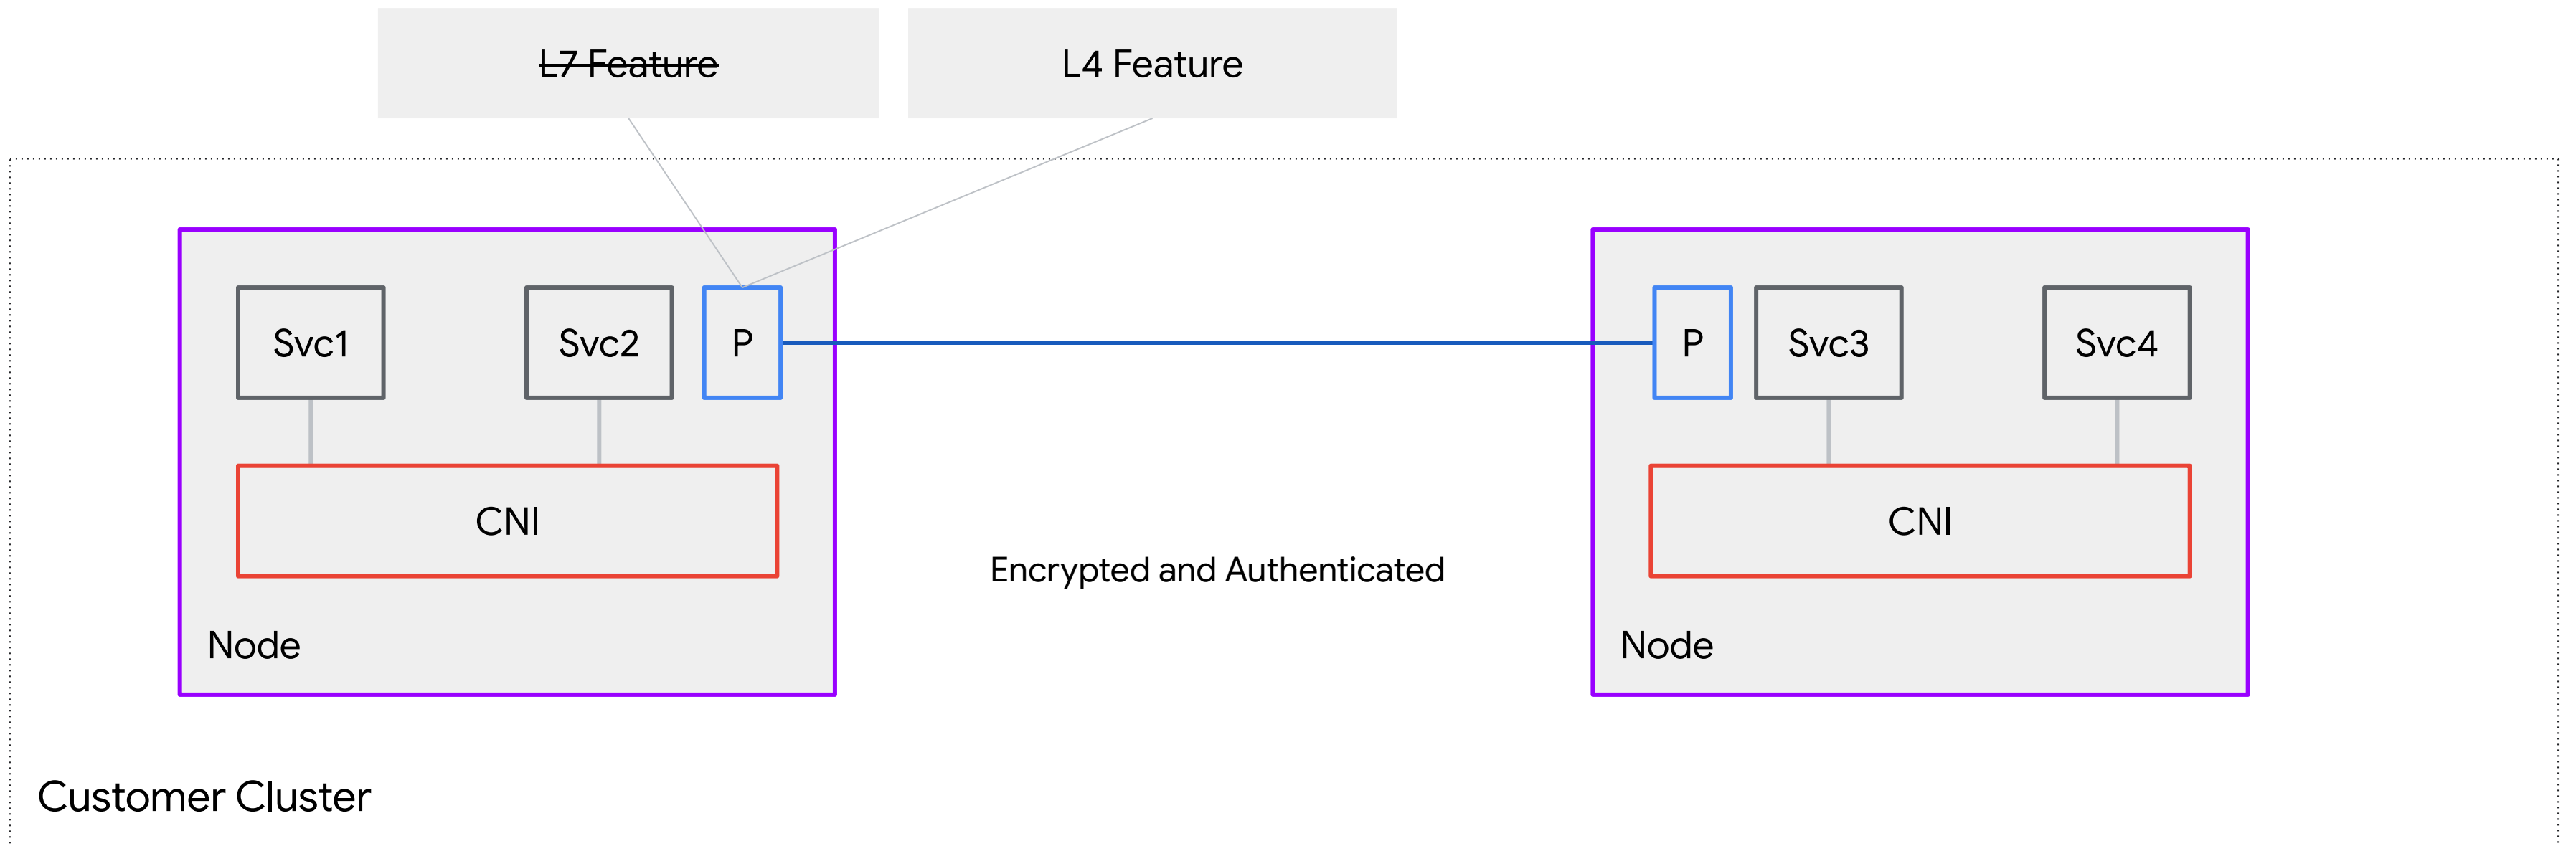 L7 Feature
L4 Feature
Svc1
Svc2
P
P
Svc3
Svc4
CNI
CNI
Encrypted and Authenticated
Node
Node
Customer Cluster